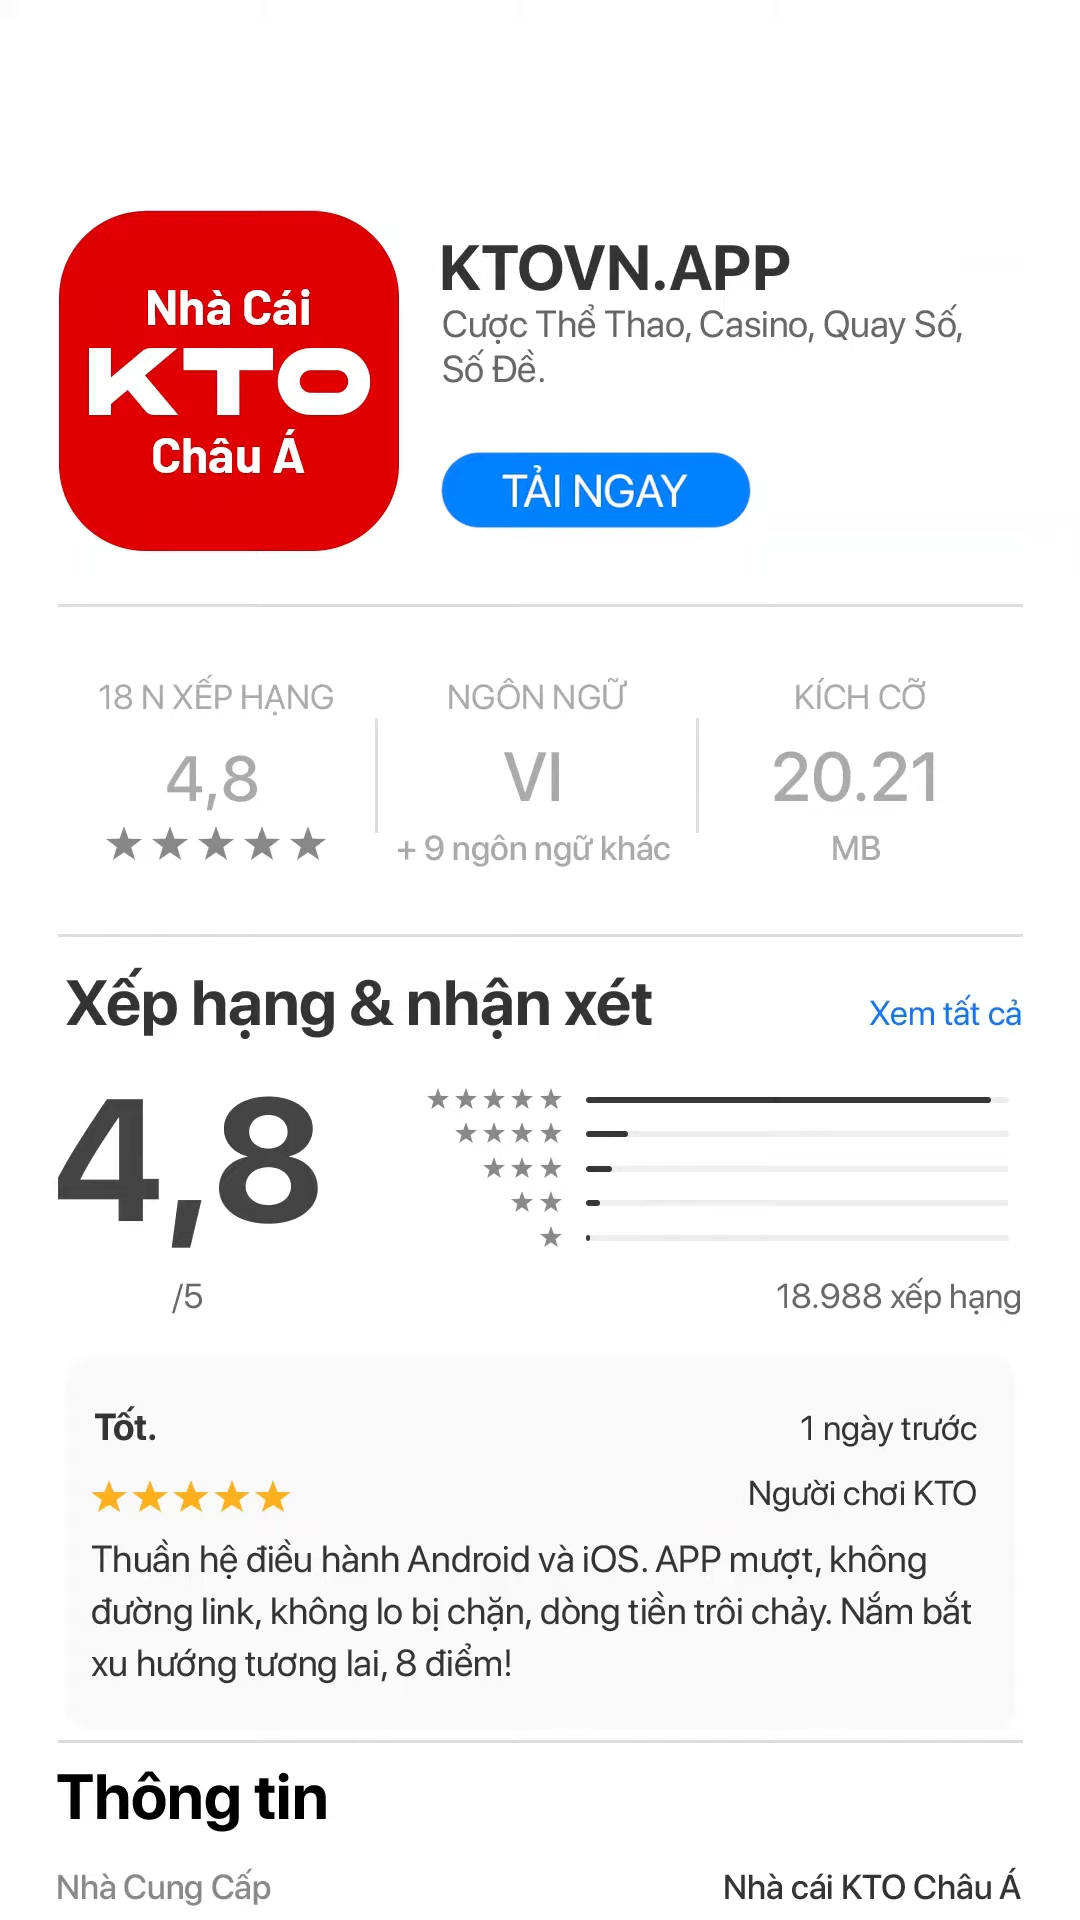 Nhà Cái
KTO
Châu Á
KTOVN.APP
Cược Thể Thao, Casino, Quay Số,
Số Đề.
TẢI NGAY
18 N XẾP HẠNG
4,8
★★★★★
NGÔN NGỮ
VI
+ 9 ngôn ngữ khác
KÍCH CỠ
20.21
MB
Xếp hạng & nhận xét
Xem tất cả
4,8
/5
18.988 xếp hạng
Tốt.
1 ngày trước
★★★★★
Người chơi KTO
Thuần hệ điều hành Android và iOS. APP mượt, không
đường link, không lo bị chặn, dòng tiền trôi chảy. Nắm bắt
xu hướng tương lai, 8 điểm!
Thông tin
Nhà Cung Cấp
Nhà cái KTO Châu Á